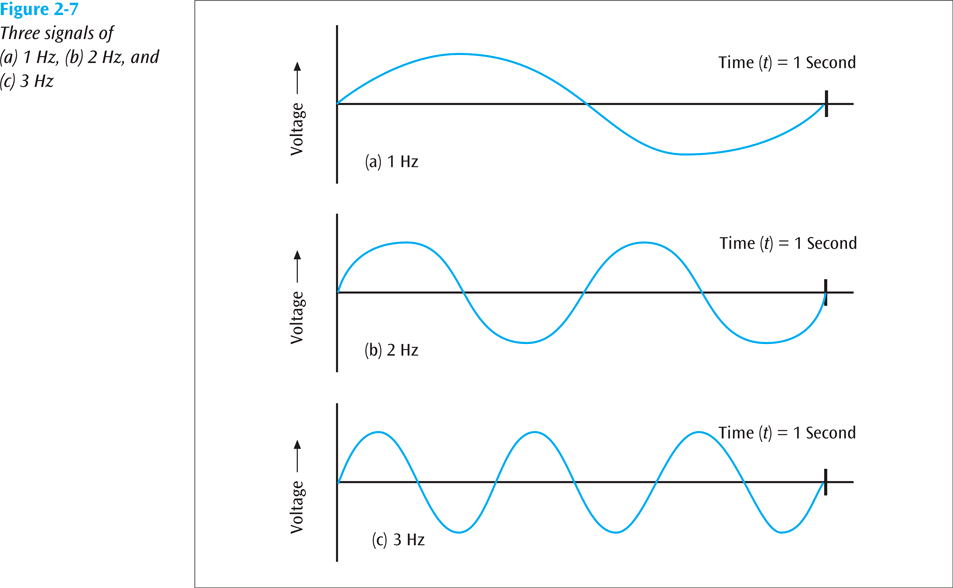 Figure 2-7
Three signals of
(a) 1 Hz, (b) 2 Hz, and
(c) 3 Hz
Time (t) = 1 Second
Voltage
(a) 1 Hz
Time (t) = 1 Second
Voltage
(b) 2 Hz
Time (t) = 1 Second
Voltage
(c) 3 Hz